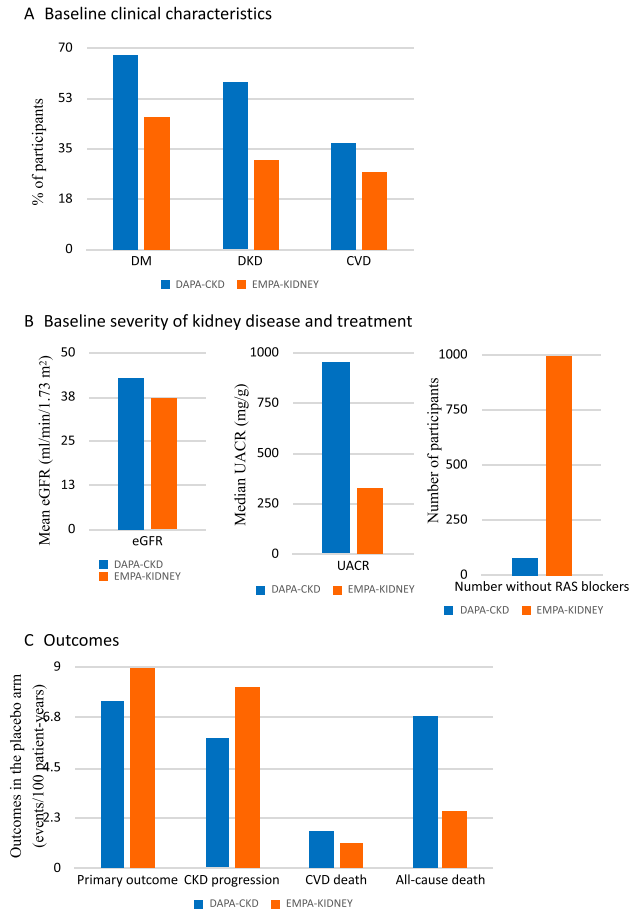 A Baseline clinical characteristics
% of participants
70
53
35
18
0
DM DKD CVD
DAPA-CKD EMPA-KIDNEY
B Baseline severity of kidney disease and treatment
Mean eGFR (ml/min/1.73 m²)
50
38
25
13
0
eGFR
DAPA-CKD
EMPA-KIDNEY
Median UACR (mg/g)
1000
750
500
250
0
UACR
DAPA-CKD EMPA-KIDNEY
Number of participants
1000
750
500
250
0
Number without RAS blockers
DAPA-CKD EMPA-KIDNEY
C Outcomes
Outcomes in the placebo arm
(events/100 patient-years)
9
6.8
4.5
2.3
0
Primary outcome CKD progression CVD death All-cause death
DAPA-CKD EMPA-KIDNEY